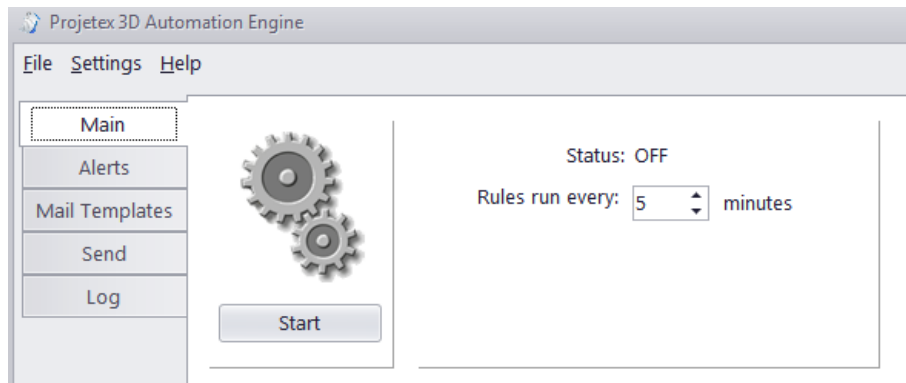 Projetex 3D Automation Engine
File Settings Help
Main
Alerts
Mail Templates
Send
Log
Start
Status: OFF
Rules run every: 5 minutes